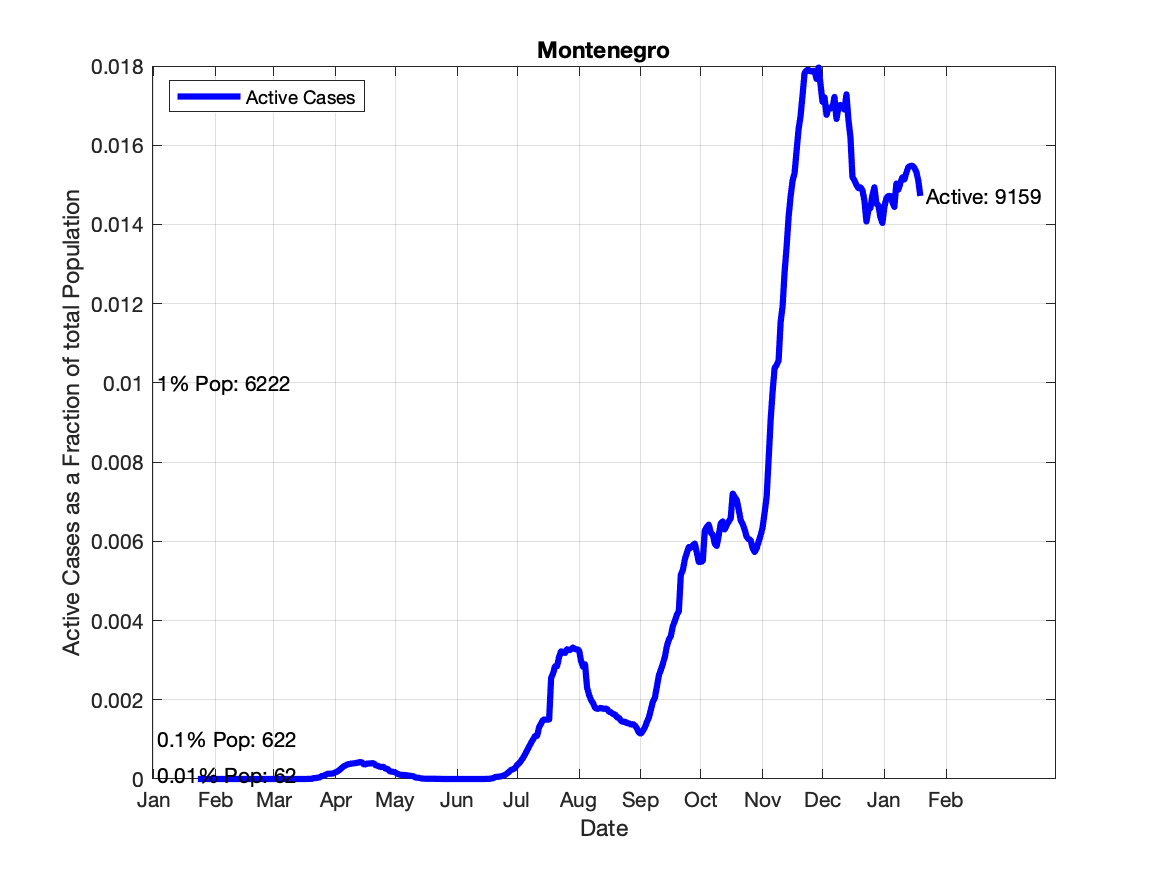 Montenegro
Active Cases
0.018
0.016
0.014
0.012
0.01
0.008
0.006
0.004
0.002
0
Active Cases as a Fraction of total Population
Active: 9159
1% Pop: 6222
0.1% Pop: 622
0.01% Pop: 62
Jan Feb Mar Apr May Jun Jul Aug Sep Oct Nov Dec Jan Feb
Date